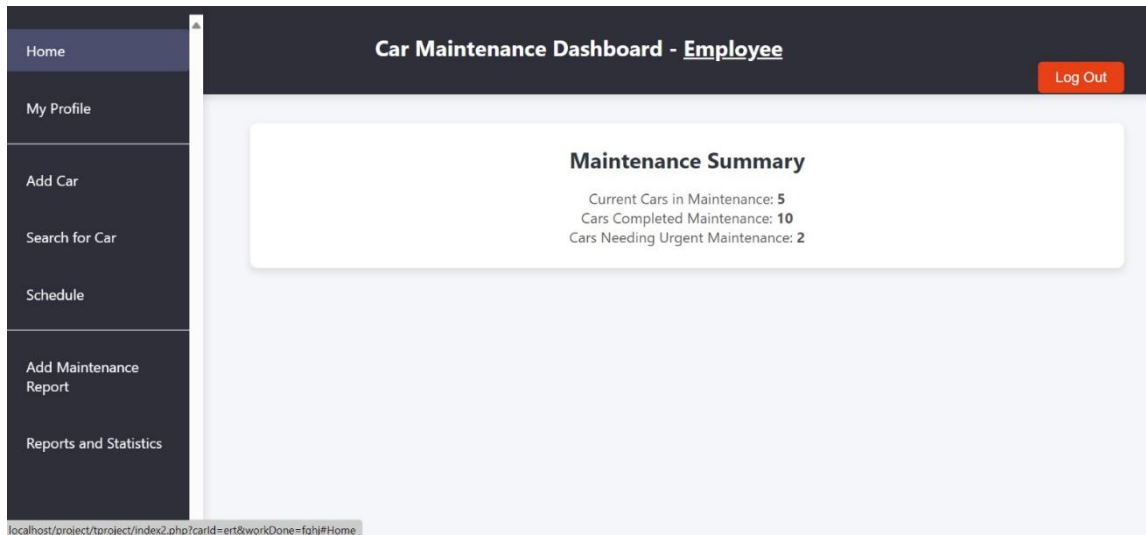 Home
My Profile
Add Car
Search for Car
Schedule
Add Maintenance
Report
Reports and Statistics
Car Maintenance Dashboard - Employee
Log Out
Maintenance Summary
Current Cars in Maintenance: 5
Cars Completed Maintenance: 10
Cars Needing Urgent Maintenance: 2
localhost/project/tproject/index2.php?carId=ert&workDone=fghj#Home